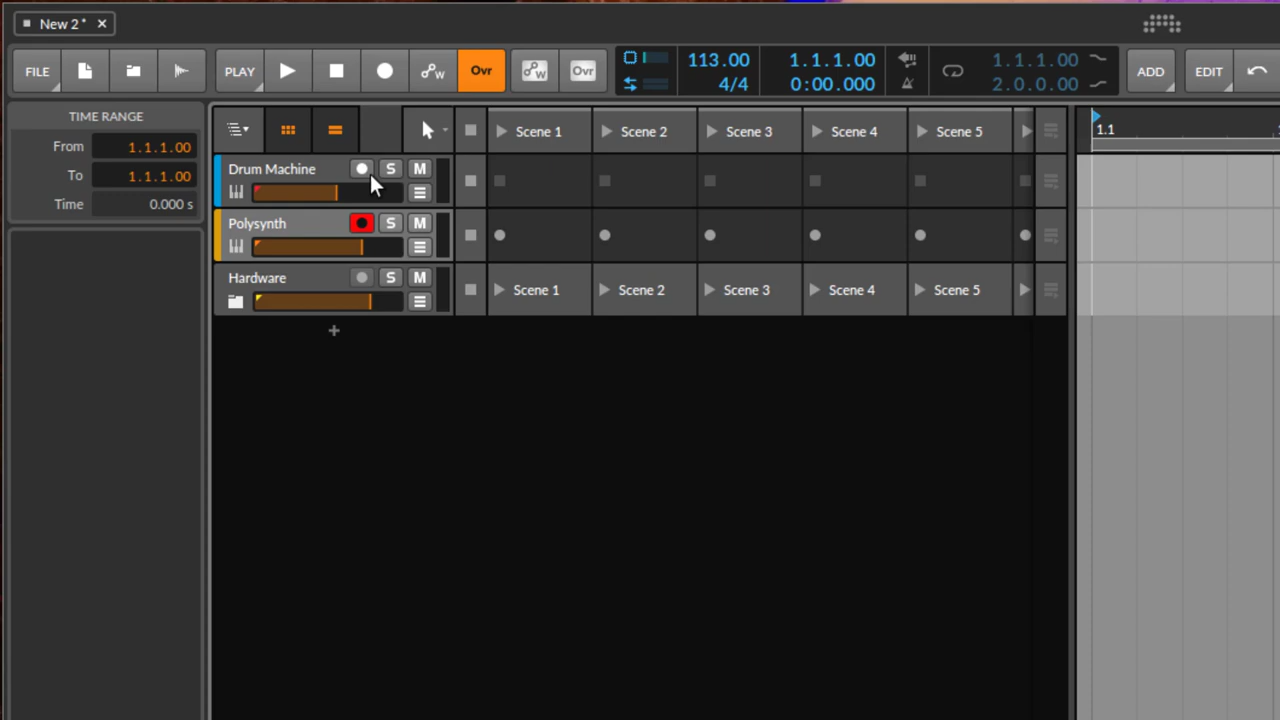 New 2*
FILE PLAY Ovr Ovr 113.00 1.1.1.00 1.1.1.00 ADD EDIT
4/4 0:00.000 2.0.0.00
TIME RANGE
From 1.1.1.00
To 1.1.1.00
Time 0.000 s
Scene 1 Scene 2 Scene 3 Scene 4 Scene 5 1.1
Drum Machine S M
Polysynth S M
Hardware S M Scene 1 Scene 2 Scene 3 Scene 4 Scene 5